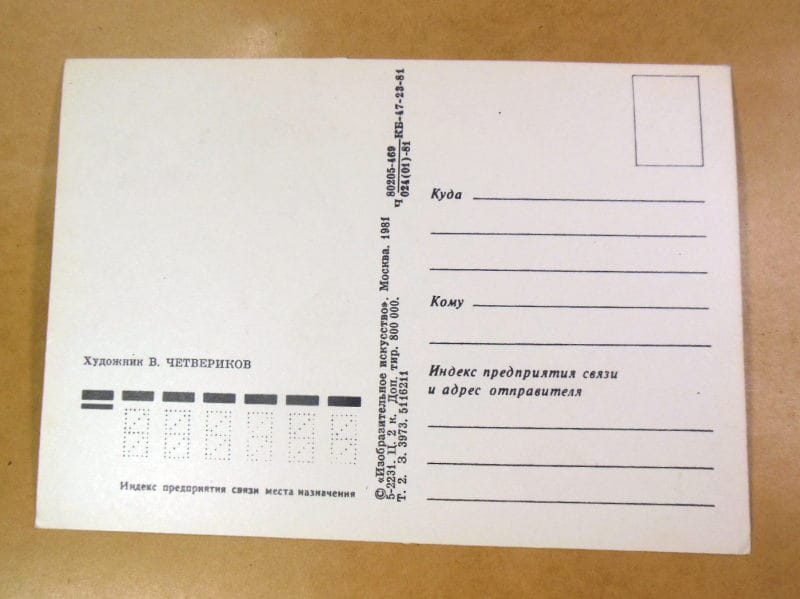 Художник В. ЧЕТВЕРИКОВ
Индекс предприятия связи места назначения
© «Изобразительное искусство». Москва. 1981
5-2231. Ц. 2 к. Доп. тир. 800 000.
Т. 2. З. 3973. 5116211
Ч 80205-469 КБ-47-23-81
024(01)-81
Куда
Кому
Индекс предприятия связи
и адрес отправителя